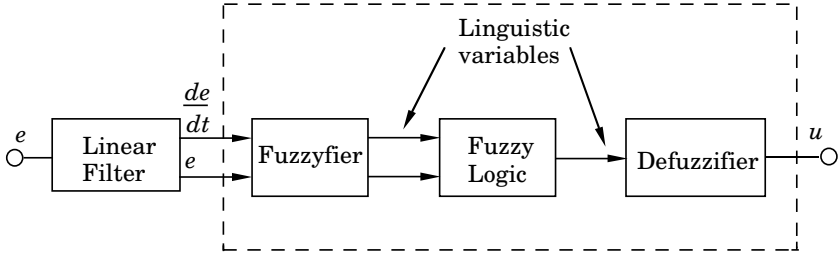 Linguistic
variables
e
Linear
Filter
de
dt
e
Fuzzyfier
Fuzzy
Logic
Defuzzifier
u